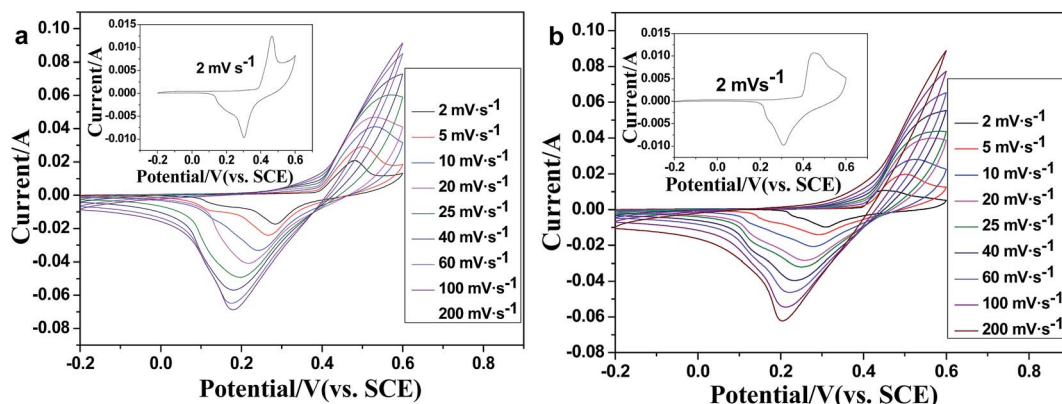 a
0.10
0.08
0.06
0.04
0.02
0.00
-0.02
-0.04
-0.06
-0.08
Current/A
-0.2 0.0 0.2 0.4 0.6 0.8
Potential/V(vs. SCE)
0.015
0.010
0.005
0.000
-0.005
-0.010
Current/A
2 mV s⁻¹
-0.2 0.0 0.2 0.4 0.6
Potential/V(vs. SCE)
2 mV·s⁻¹
5 mV·s⁻¹
10 mV·s⁻¹
20 mV·s⁻¹
25 mV·s⁻¹
40 mV·s⁻¹
60 mV·s⁻¹
100 mV·s⁻¹
200 mV·s⁻¹
b
0.10
0.08
0.06
0.04
0.02
0.00
-0.02
-0.04
-0.06
-0.08
Current/A
-0.2 0.0 0.2 0.4 0.6 0.8
Potential/V(vs. SCE)
0.015
0.010
0.005
0.000
-0.005
-0.010
Current/A
2 mVs⁻¹
-0.2 0.0 0.2 0.4 0.6
Potential/V(vs. SCE)
2 mV·s⁻¹
5 mV·s⁻¹
10 mV·s⁻¹
20 mV·s⁻¹
25 mV·s⁻¹
40 mV·s⁻¹
60 mV·s⁻¹
100 mV·s⁻¹
200 mV·s⁻¹